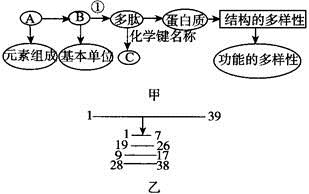 A B ① 多肽 蛋白质 结构的多样性
化学键名称
元素组成 基本单位 C 功能的多样性
甲
1 39
1 7
19 26
9 17
28 38
乙